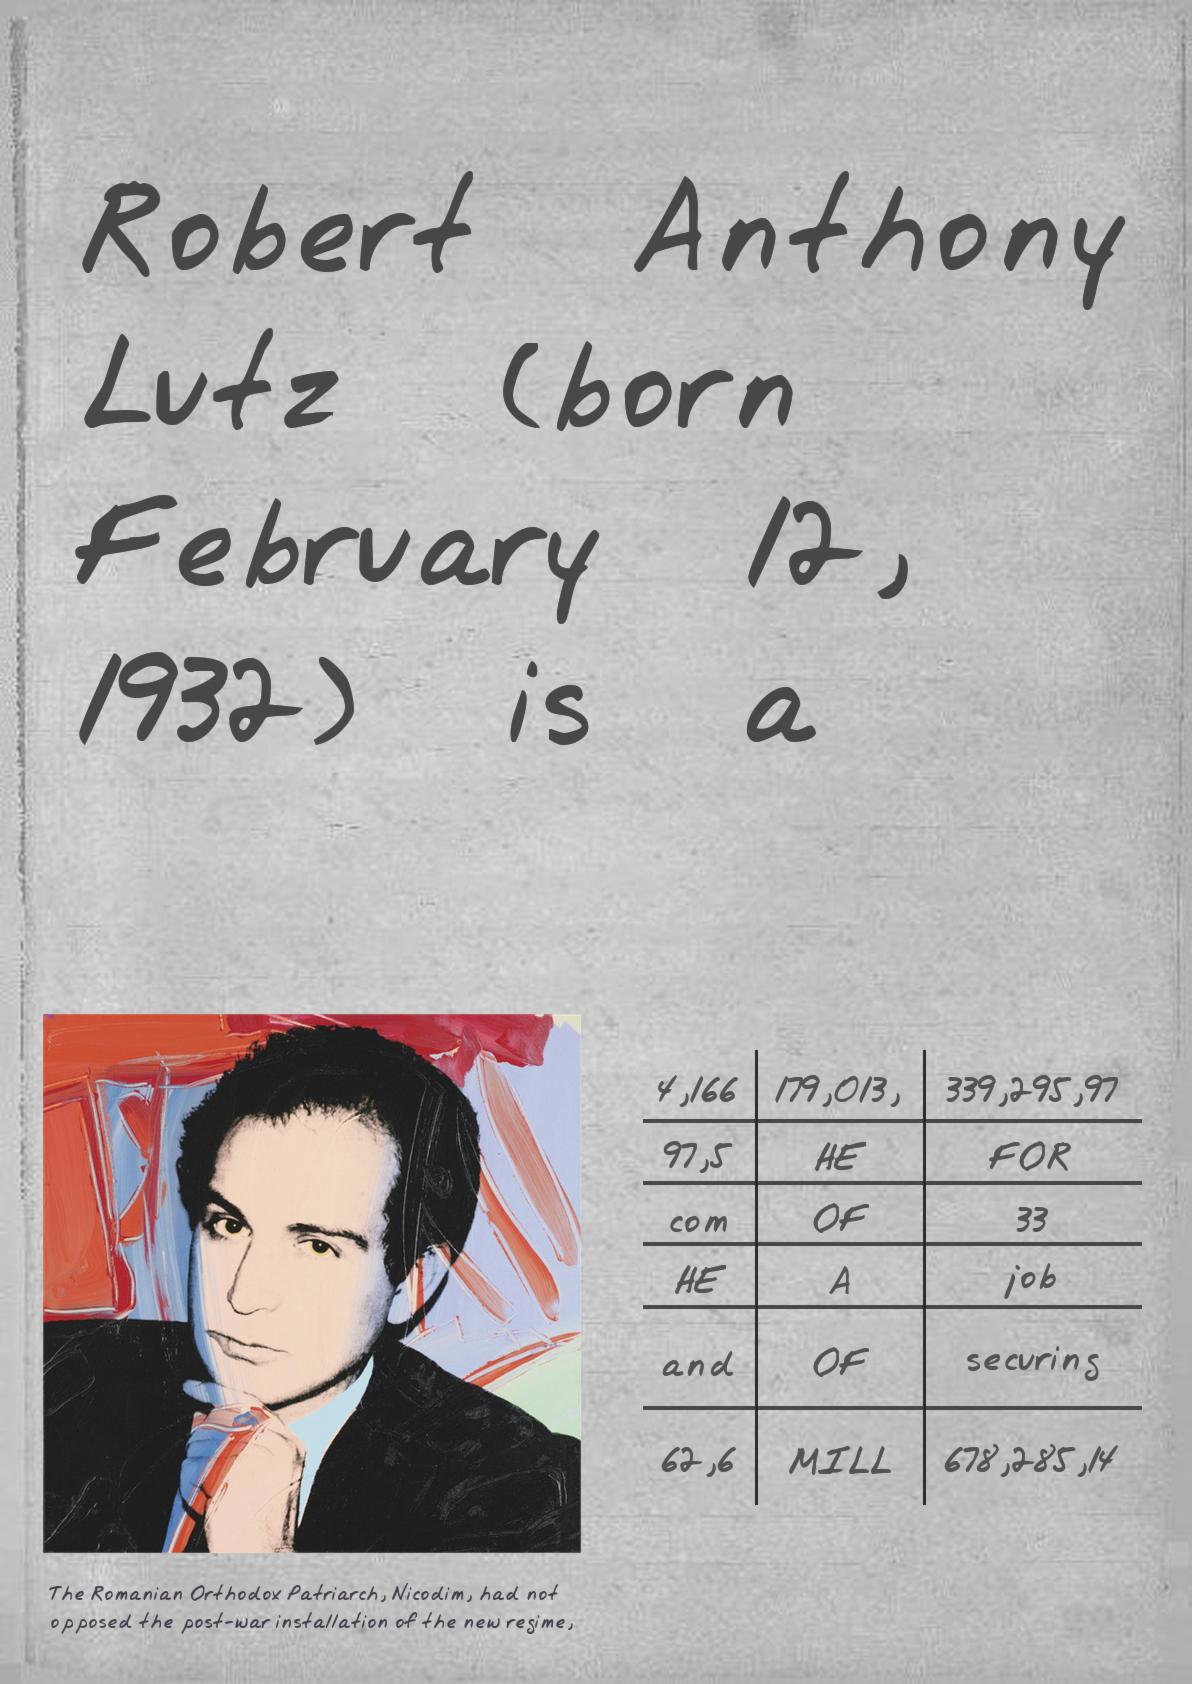 Robert Anthony
Lutz (born
February 12,
1932) is a
4,166 179,013, 339,295,97
97,5 HE FOR
com OF 33
HE A job
and OF securing
62,6 MILL 678,285,14
The Romanian Orthodox Patriarch, Nicodim, had not
opposed the post-war installation of the new regime,